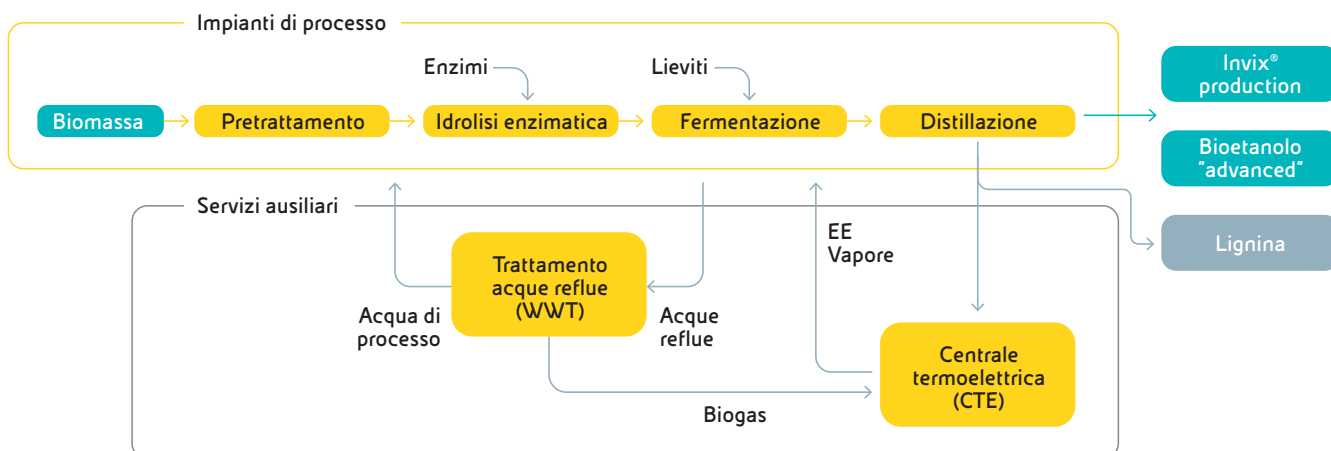 Impianti di processo
Enzimi
Lieviti
Biomassa
Pretrattamento
Idrolisi enzimatica
Fermentazione
Distillazione
Invix®
production
Bioetanolo
"advanced"
Lignina
Servizi ausiliari
Trattamento
acque reflue
(WWT)
Acqua di
processo
Acque
reflue
EE
Vapore
Centrale
termoelettrica
(CTE)
Biogas